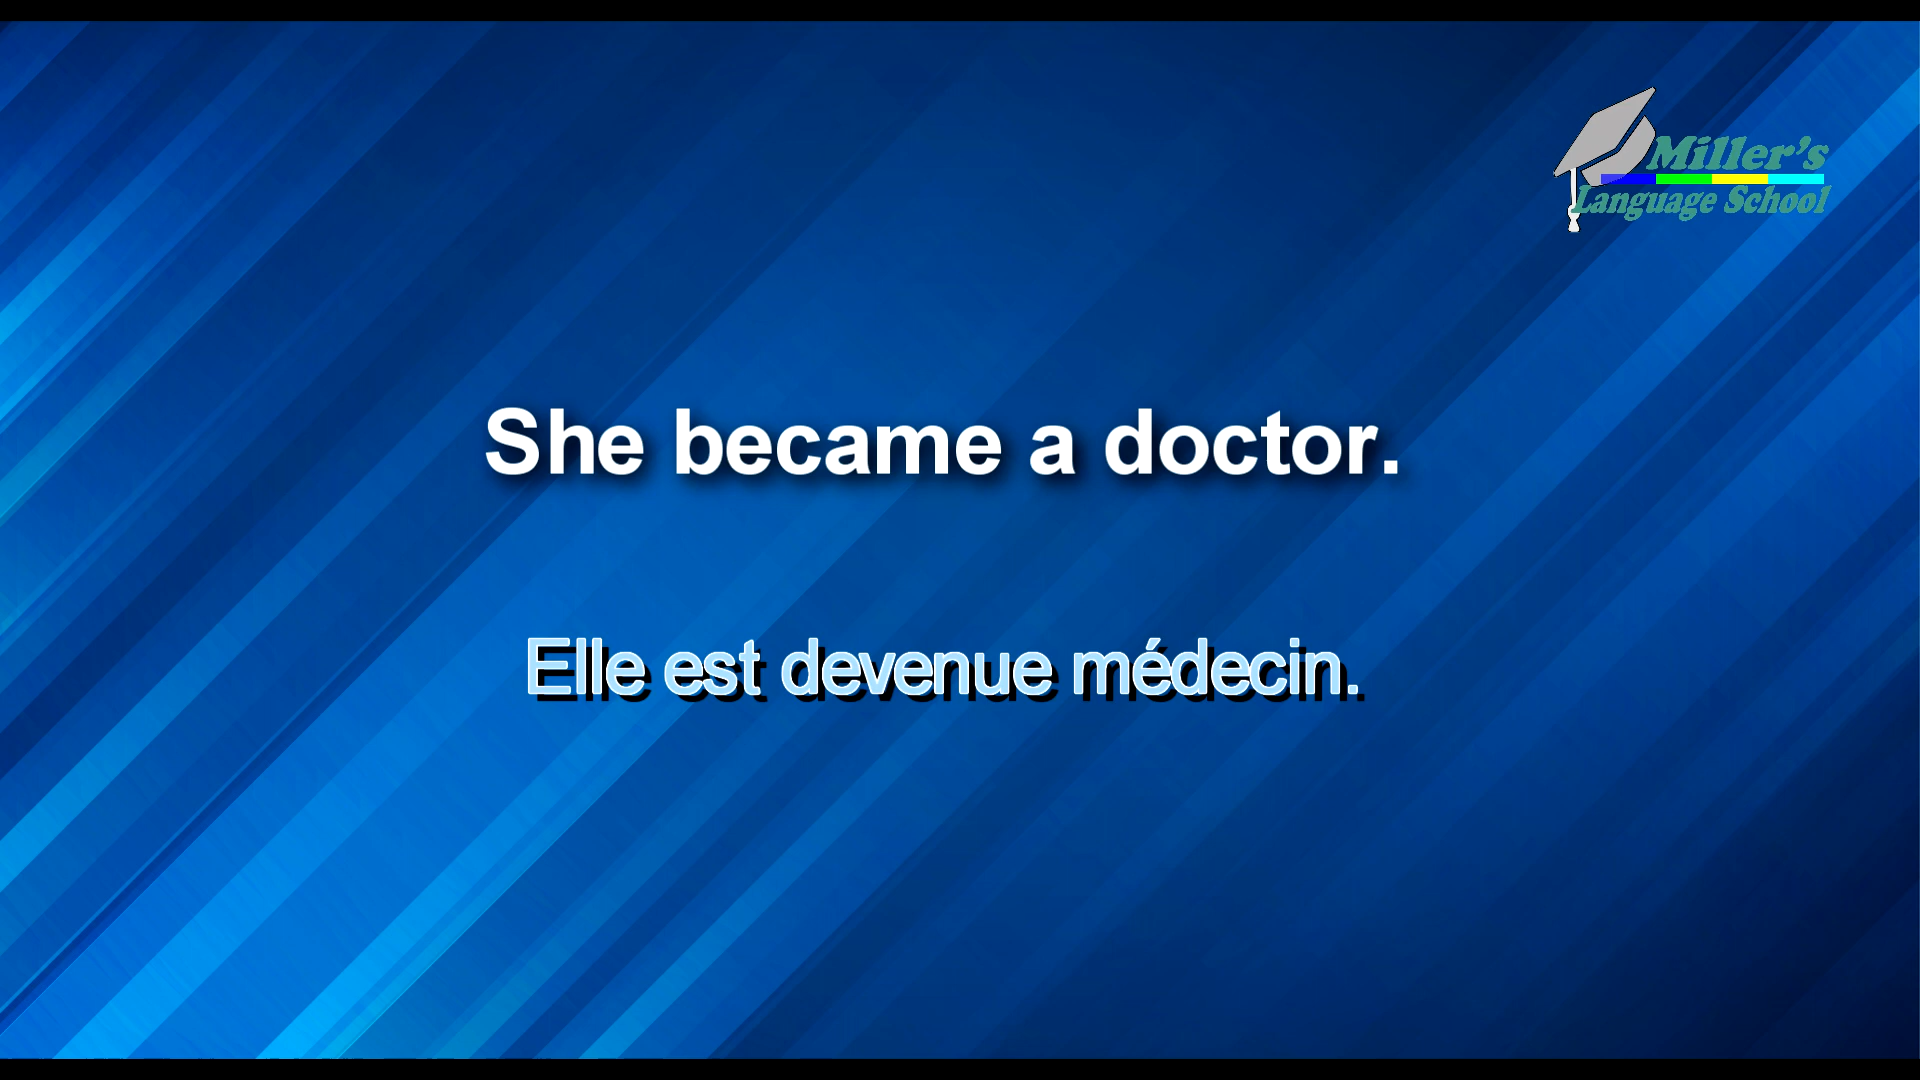 Miller's
Language School
She became a doctor.
Elle est devenue médecin.